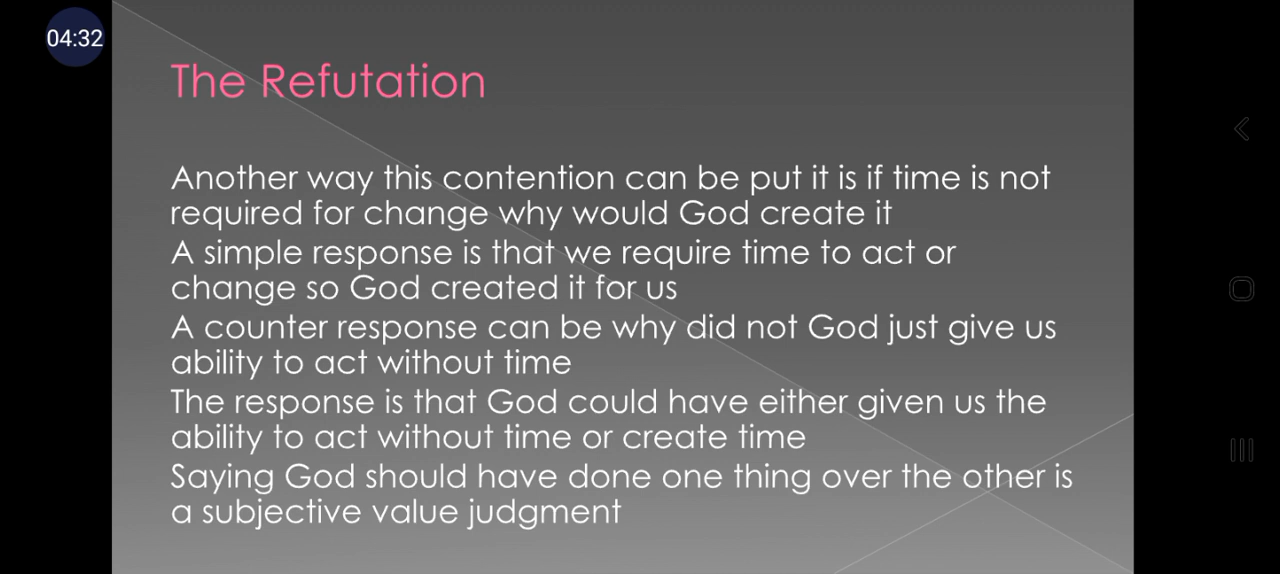 04:32
The Refutation
Another way this contention can be put it is if time is not
required for change why would God create it
A simple response is that we require time to act or
change so God created it for us
A counter response can be why did not God just give us
ability to act without time
The response is that God could have either given us the
ability to act without time or create time
Saying God should have done one thing over the other is
a subjective value judgment